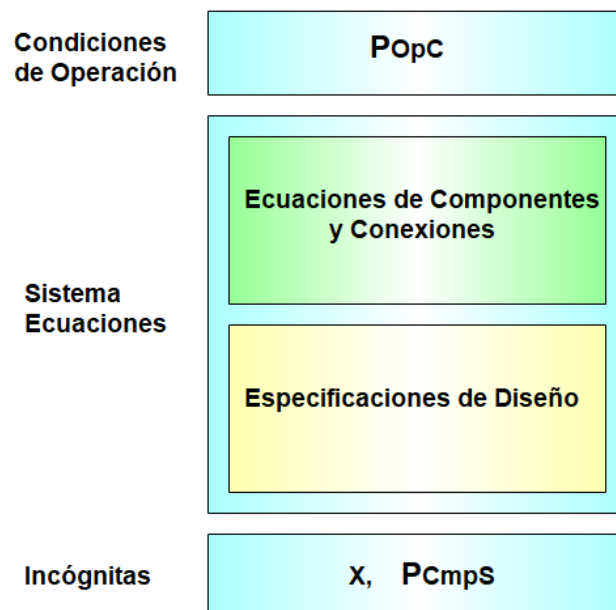 Condiciones
de Operación
POpC
Ecuaciones de Componentes
y Conexiones
Sistema
Ecuaciones
Especificaciones de Diseño
Incógnitas
x, PCmpS